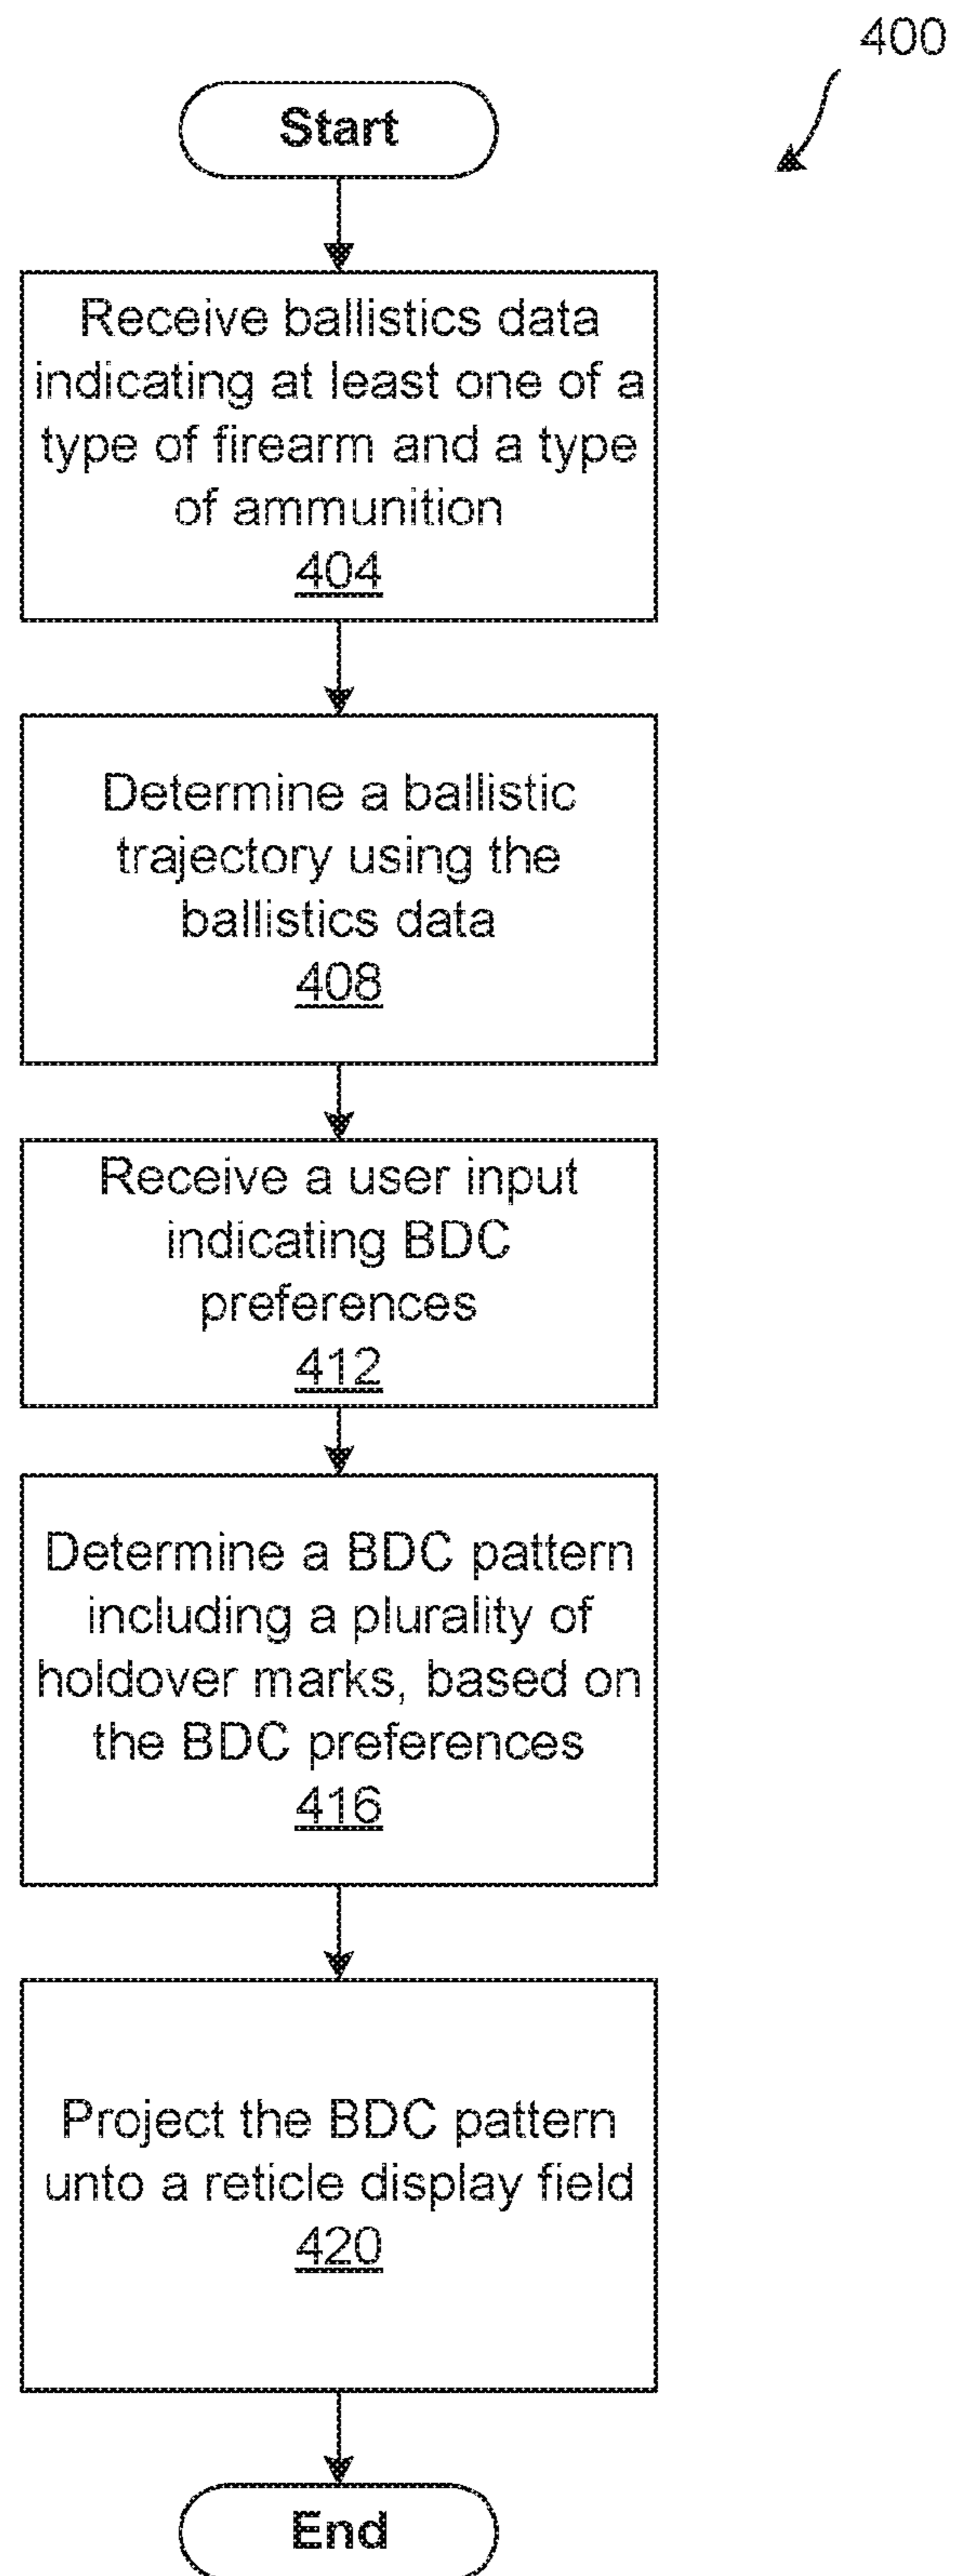 400
Start
Receive ballistics data
indicating at least one of a
type of firearm and a type
of ammunition
404
Determine a ballistic
trajectory using the
ballistics data
408
Receive a user input
indicating BDC
preferences
412
Determine a BDC pattern
including a plurality of
holdover marks, based on
the BDC preferences
416
Project the BDC pattern
unto a reticle display field
420
End